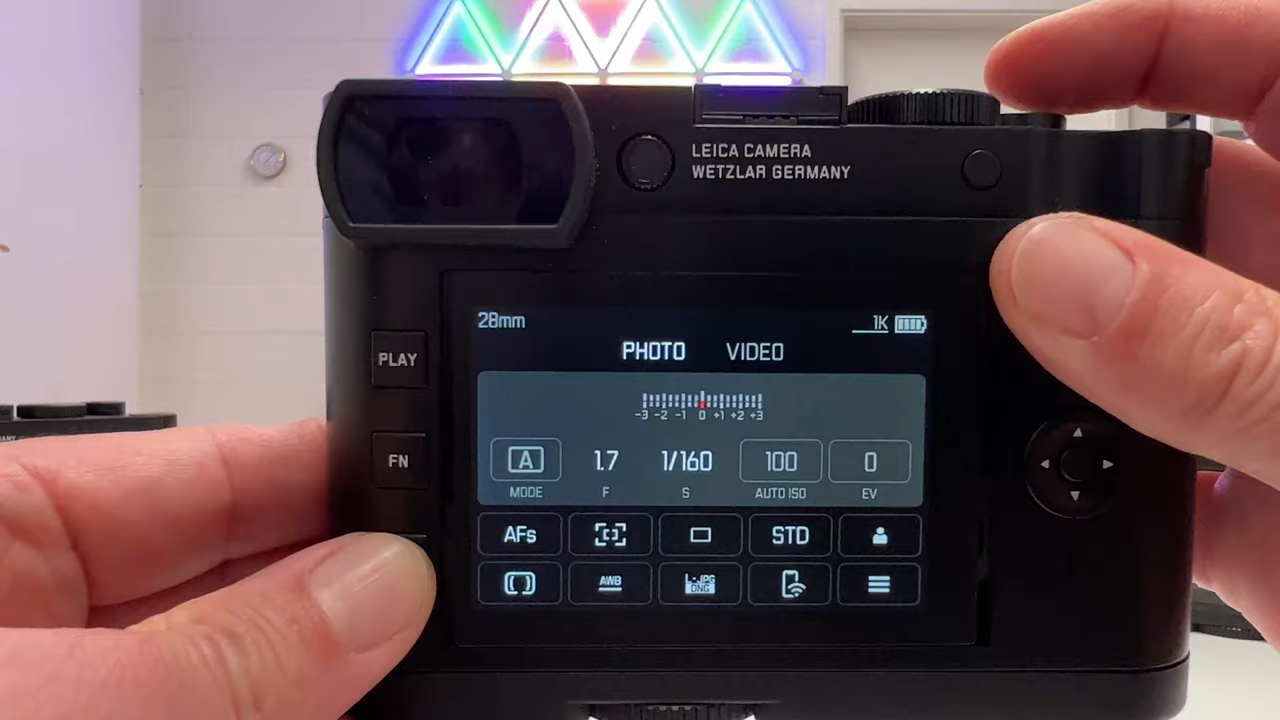 LEICA CAMERA
WETZLAR GERMANY
28mm
1K
PHOTO VIDEO
-3 -2 -1 0 +1 +2 +3
PLAY
A 1.7 1/160 100 0
MODE F S AUTO ISO EV
FN
AFs STD
AWB L-JPG
DNG